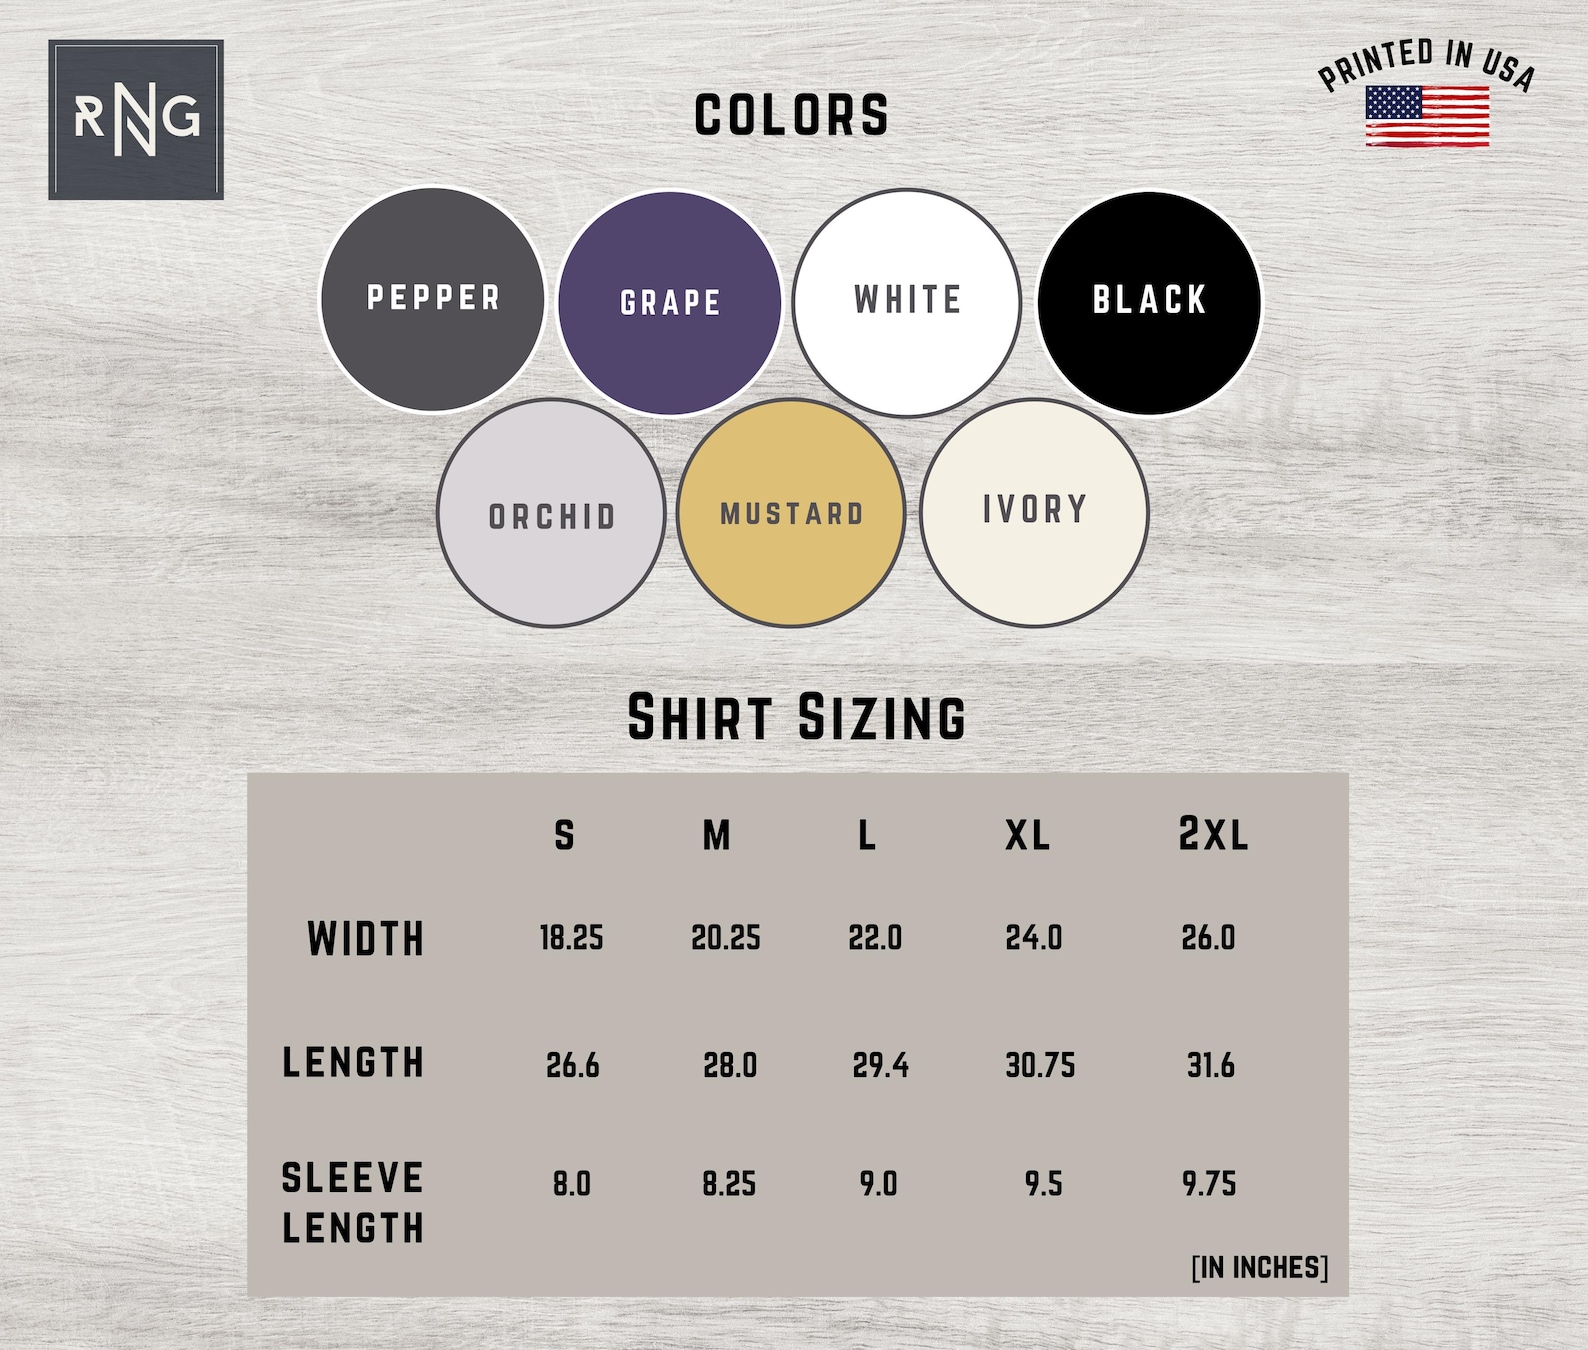 RNG
PRINTED IN USA
COLORS
PEPPER
GRAPE
WHITE
BLACK
ORCHID
MUSTARD
IVORY
SHIRT SIZING
S M L XL 2XL
WIDTH 18.25 20.25 22.0 24.0 26.0
LENGTH 26.6 28.0 29.4 30.75 31.6
SLEEVE 8.0 8.25 9.0 9.5 9.75
LENGTH
[IN INCHES]